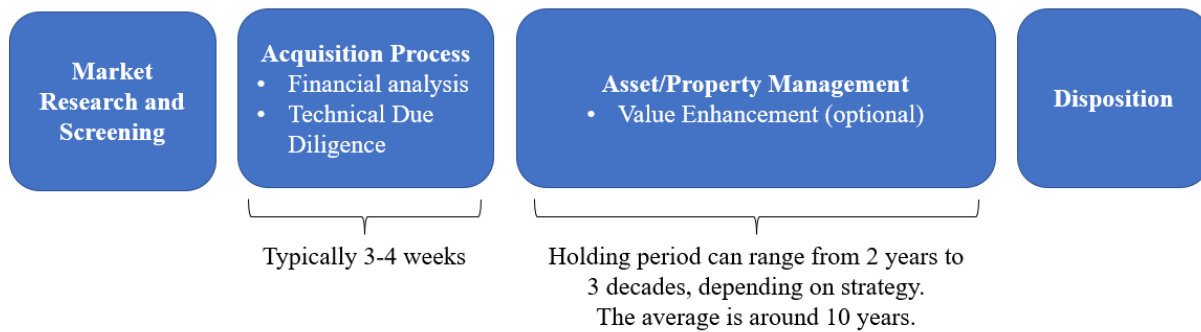 Market
Research and
Screening
Acquisition Process
• Financial analysis
• Technical Due
Diligence
Asset/Property Management
• Value Enhancement (optional)
Disposition
Typically 3-4 weeks
Holding period can range from 2 years to
3 decades, depending on strategy.
The average is around 10 years.